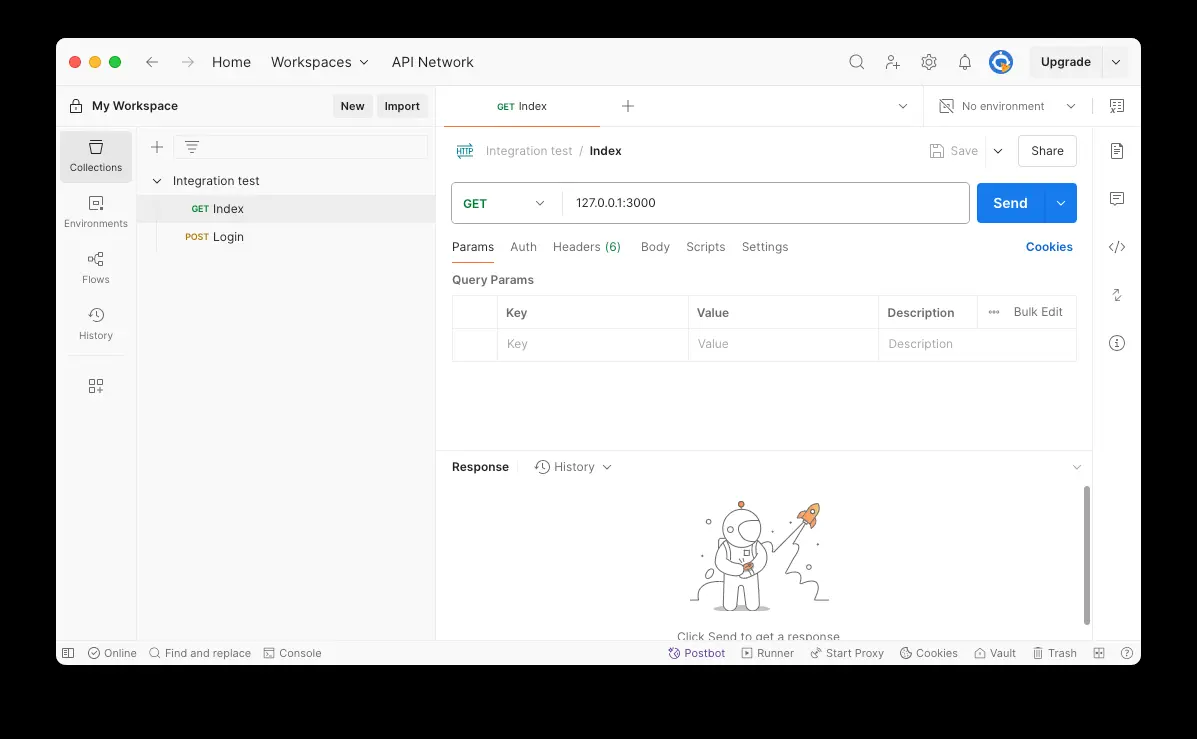 Home Workspaces API Network Upgrade
My Workspace New Import GET Index No environment
Collections
Environments
Flows
History
Integration test
GET Index
POST Login
HTTP Integration test / Index Save Share
GET 127.0.0.1:3000 Send
Params Auth Headers (6) Body Scripts Settings Cookies
Query Params
Key Value Description Bulk Edit
Key Value Description
Response History
Click Send to get a response
Online Find and replace Console Postbot Runner Start Proxy Cookies Vault Trash